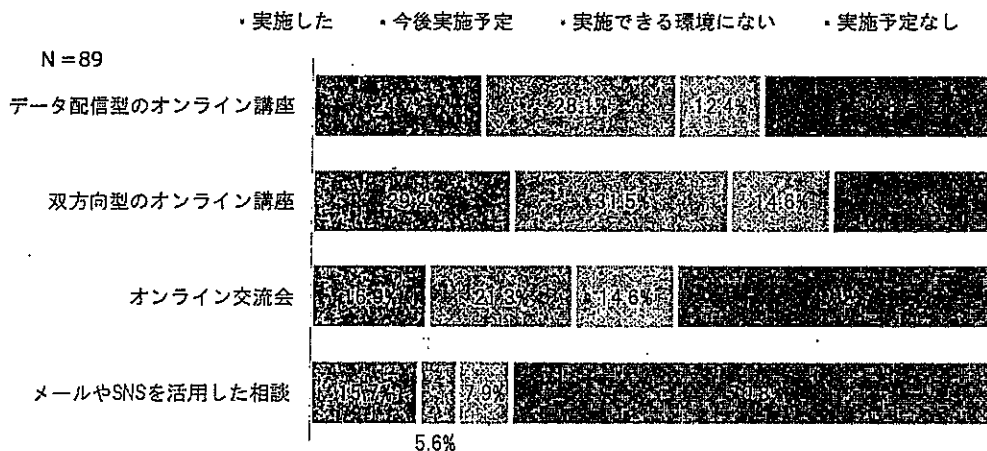 ・実施した ・今後実施予定 ・実施できる環境にない ・実施予定なし
N=89
データ配信型のオンライン講座 28.1% 12.4%
双方向型のオンライン講座 29.2% 31.5% 14.6%
オンライン交流会 16.9% 21.3% 14.6%
メールやSNSを活用した相談 15.7% 7.9%
5.6%